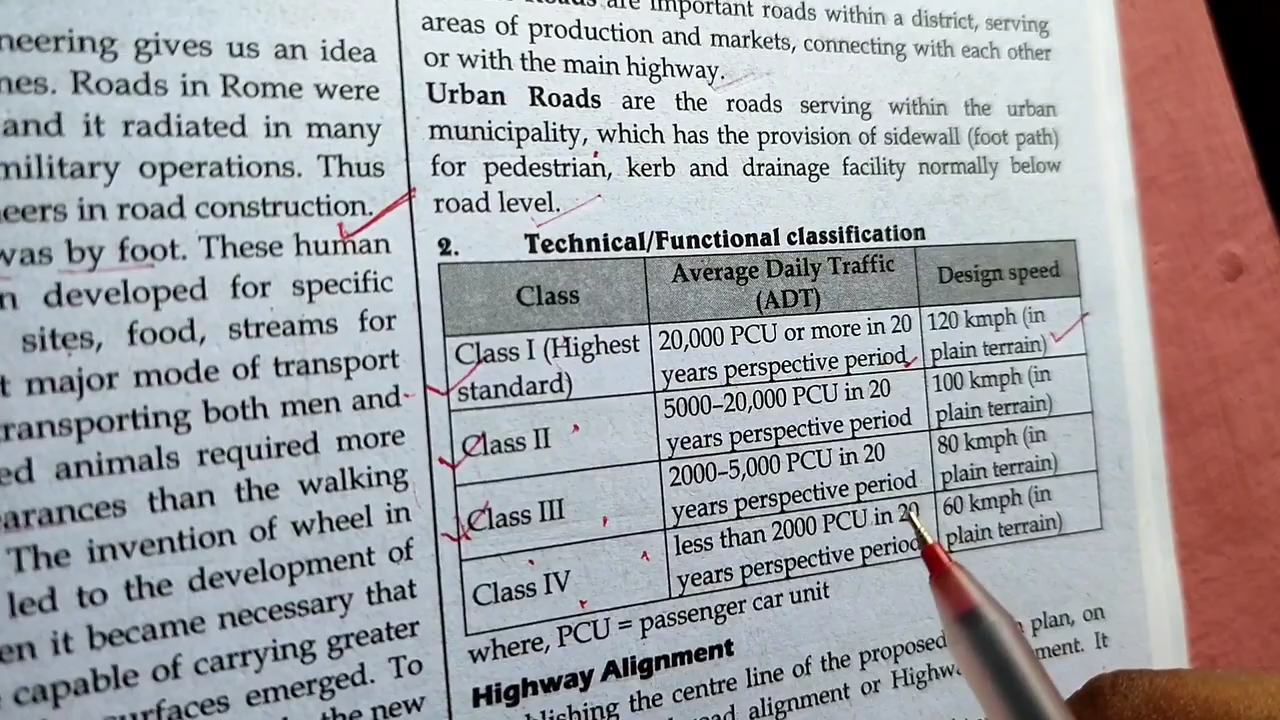 neering gives us an idea
nes. Roads in Rome were
and it radiated in many
military operations. Thus
eers in road construction.
was by foot. These human
n developed for specific
sites, food, streams for
t major mode of transport
ransporting both men and
ed animals required more
arances than the walking
The invention of wheel in
led to the development of
en it became necessary that
capable of carrying greater
surfaces emerged. To
the new
Roads are important roads within a district, serving
areas of production and markets, connecting with each other
or with the main highway.
Urban Roads are the roads serving within the urban
municipality, which has the provision of sidewall (foot path)
for pedestrian, kerb and drainage facility normally below
road level.
2. Technical/Functional classification
Class
Average Daily Traffic
(ADT)
Design speed
Class I (Highest
standard)
20,000 PCU or more in 20
years perspective period
120 kmph (in
plain terrain)
Class II
5000–20,000 PCU in 20
years perspective period
100 kmph (in
plain terrain)
Class III
2000–5,000 PCU in 20
years perspective period
80 kmph (in
plain terrain)
Class IV
less than 2000 PCU in 20
years perspective period
60 kmph (in
plain terrain)
where, PCU = passenger car unit
Highway Alignment
blishing the centre line of the proposed plan, on
ad alignment or Highw ment. It